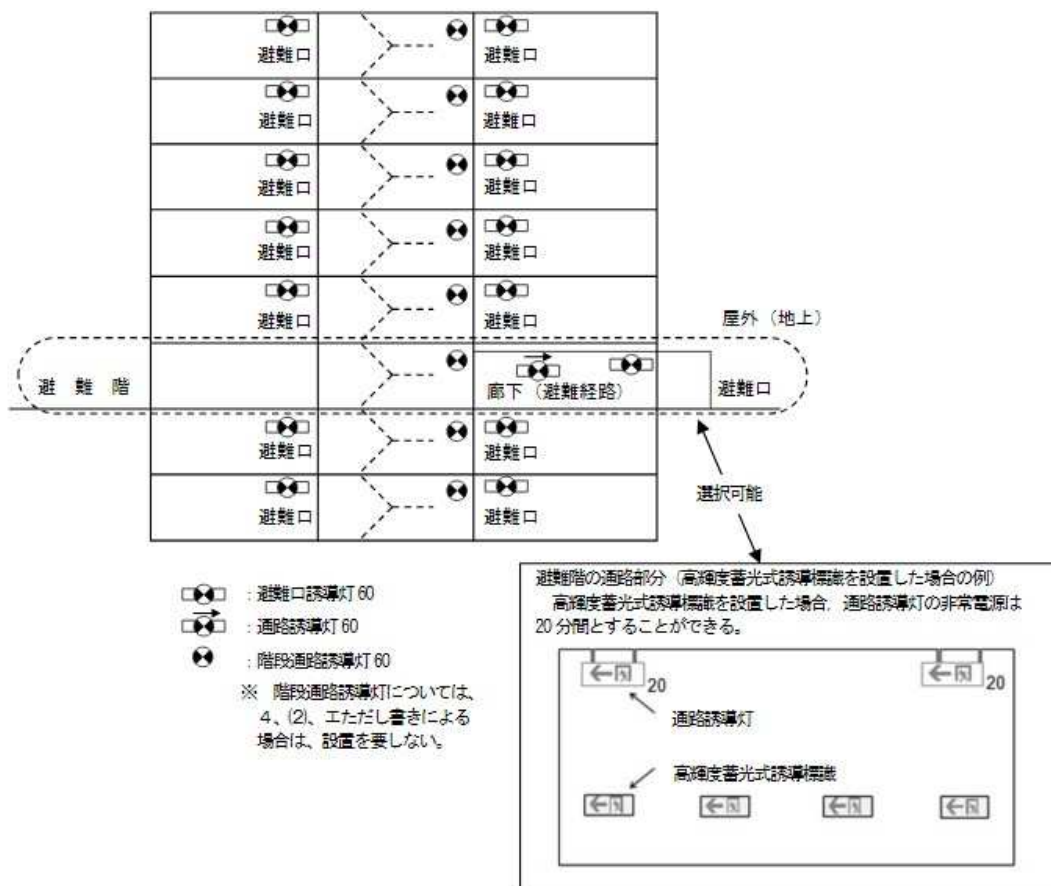 避難口 避難口
避難口 避難口
避難口 避難口
避難口 避難口
避難口 避難口
屋外（地上）
避 難 階 廊下（避難経路） 避難口
避難口 避難口
避難口 避難口
選択可能
：避難口誘導灯60
：通路誘導灯60
：階段通路誘導灯60
※ 階段通路誘導灯については、
４、⑵、エただし書きによる
場合は、設置を要しない。
避難階の通路部分（高輝度蓄光式誘導標識を設置した場合の例）
高輝度蓄光式誘導標識を設置した場合，通路誘導灯の非常電源は
20分間とすることができる。
20 20
通路誘導灯
高輝度蓄光式誘導標識